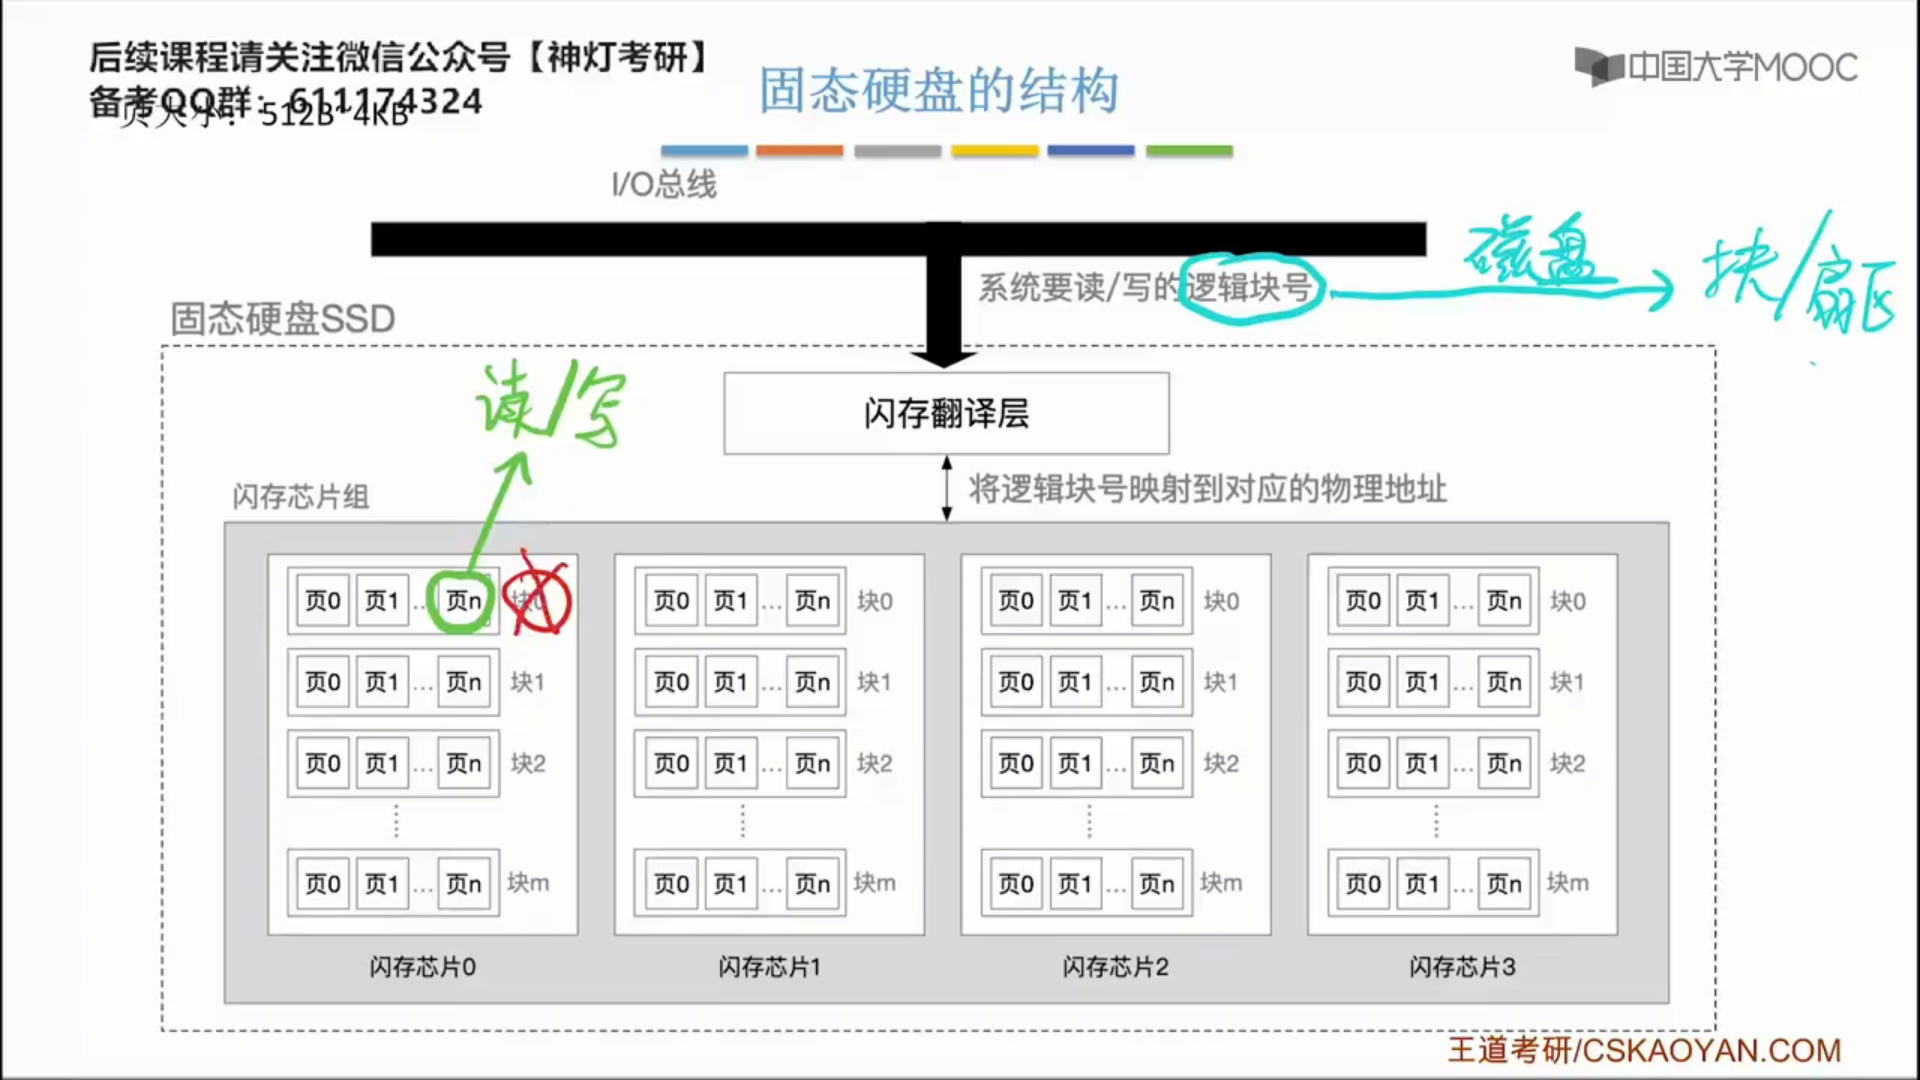 后续课程请关注微信公众号【神灯考研】
备考QQ群：611174324
页大小：512B~4KB
固态硬盘的结构
中国大学MOOC
I/O总线
系统要读/写的逻辑块号
磁盘
块/扇区
固态硬盘SSD
读/写
闪存翻译层
将逻辑块号映射到对应的物理地址
闪存芯片组
页0 页1 … 页n 块0 页0 页1 … 页n 块0 页0 页1 … 页n 块0 页0 页1 … 页n 块0
页0 页1 … 页n 块1 页0 页1 … 页n 块1 页0 页1 … 页n 块1 页0 页1 … 页n 块1
页0 页1 … 页n 块2 页0 页1 … 页n 块2 页0 页1 … 页n 块2 页0 页1 … 页n 块2
页0 页1 … 页n 块m 页0 页1 … 页n 块m 页0 页1 … 页n 块m 页0 页1 … 页n 块m
闪存芯片0 闪存芯片1 闪存芯片2 闪存芯片3
王道考研/CSKAOYAN.COM